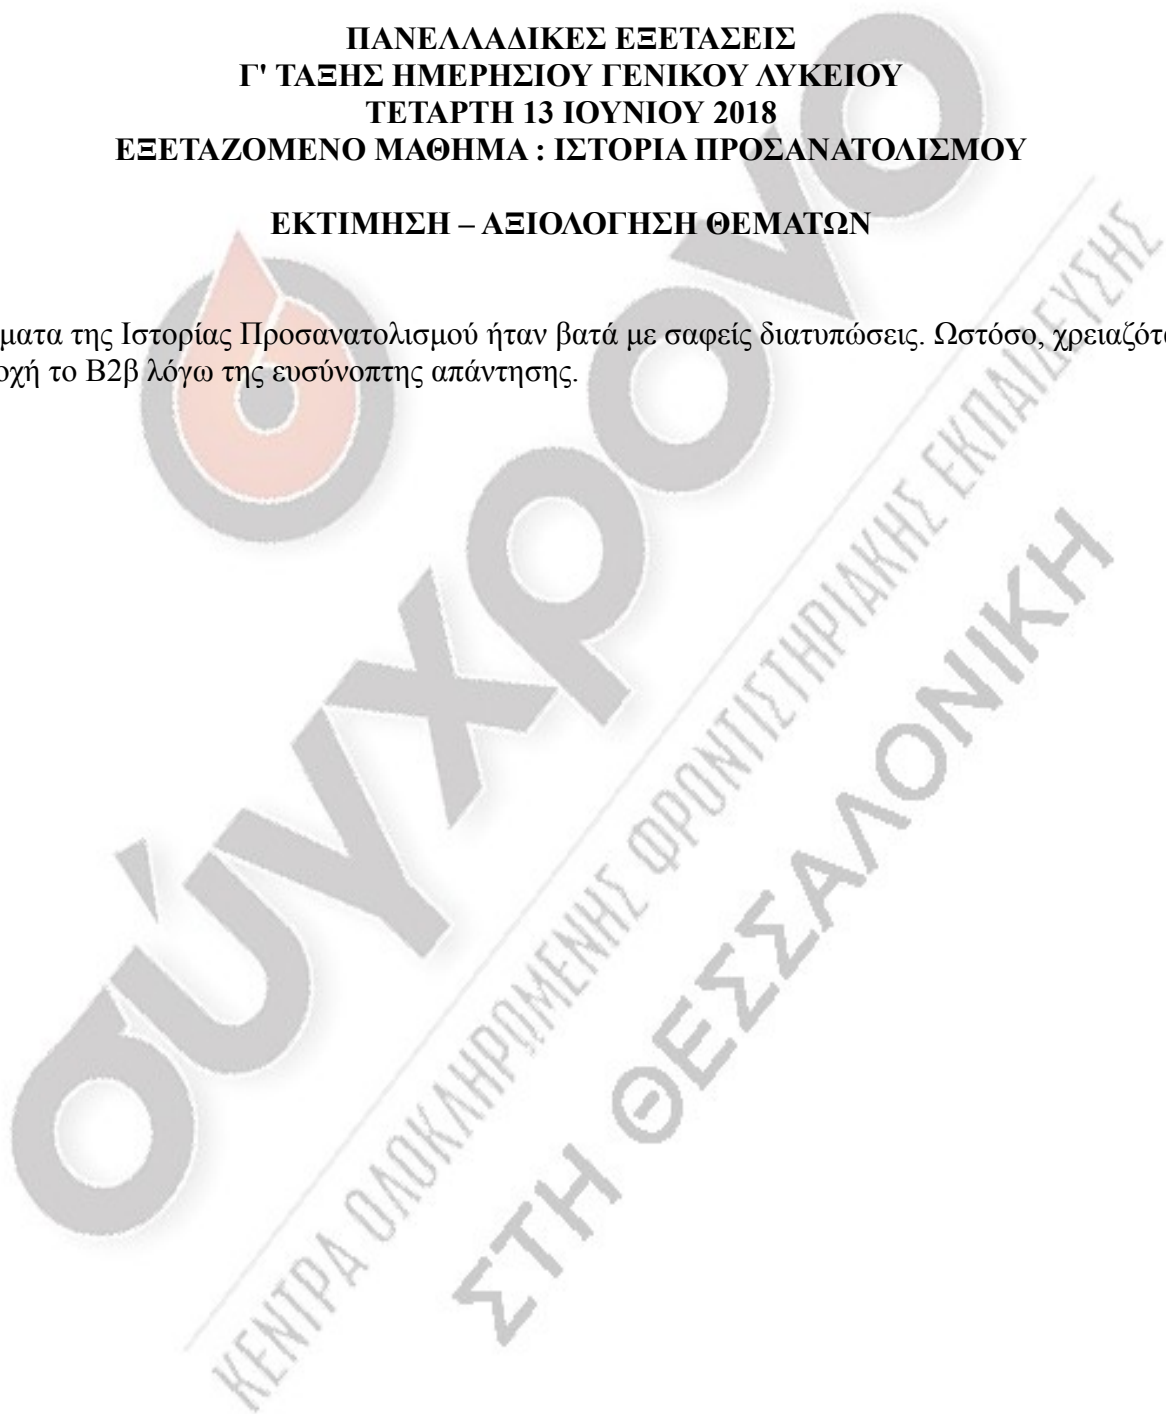 ΠΑΝΕΛΛΑΔΙΚΕΣ ΕΞΕΤΑΣΕΙΣ
Γ' ΤΑΞΗΣ ΗΜΕΡΗΣΙΟΥ ΓΕΝΙΚΟΥ ΛΥΚΕΙΟΥ
ΤΕΤΑΡΤΗ 13 ΙΟΥΝΙΟΥ 2018
ΕΞΕΤΑΖΟΜΕΝΟ ΜΑΘΗΜΑ : ΙΣΤΟΡΙΑ ΠΡΟΣΑΝΑΤΟΛΙΣΜΟΥ
ΕΚΤΙΜΗΣΗ – ΑΞΙΟΛΟΓΗΣΗ ΘΕΜΑΤΩΝ
ματα της Ιστορίας Προσανατολισμού ήταν βατά με σαφείς διατυπώσεις. Ωστόσο, χρειαζότα
οχή το Β2β λόγω της ευσύνοπτης απάντησης.
σύγχρονο
ΚΕΝΤΡΑ ΟΛΟΚΛΗΡΩΜΕΝΗΣ ΦΡΟΝΤΙΣΤΗΡΙΑΚΗΣ ΕΚΠΑΙΔΕΥΣΗΣ
ΣΤΗ ΘΕΣΣΑΛΟΝΙΚΗ